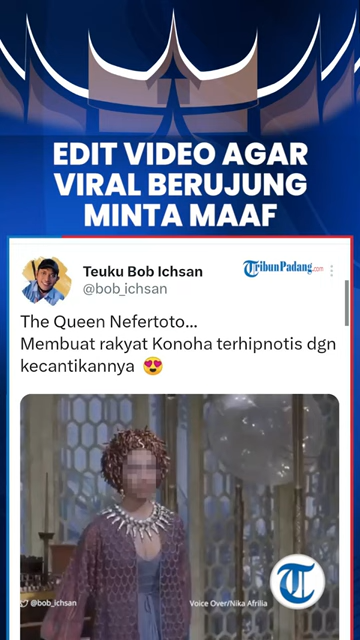 EDIT VIDEO AGAR
VIRAL BERUJUNG
MINTA MAAF
Teuku Bob Ichsan
@bob_ichsan
TribunPadang.com
The Queen Nefertoto...
Membuat rakyat Konoha terhipnotis dgn
kecantikannya 😍
@bob_ichsan
Voice Over/Nika Afrilia
T